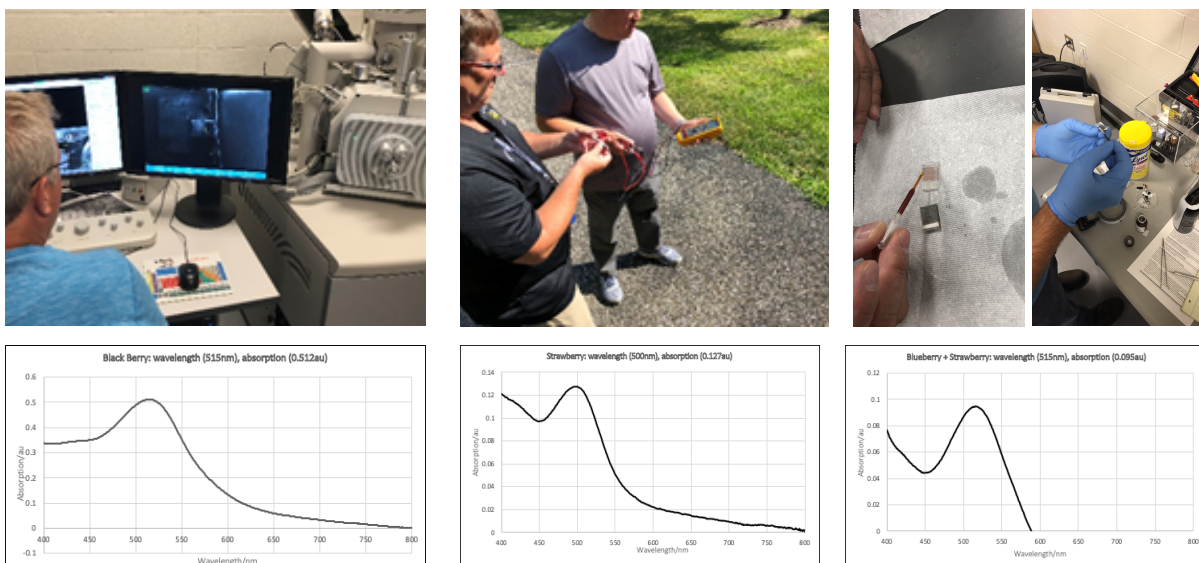 Black Berry: wavelength (515nm), absorption (0.512au)
0.6
0.5
0.4
0.3
0.2
0.1
0
-0.1
Absorption/au
400 450 500 550 600 650 700 750 800
Wavelength/nm
Strawberry: wavelength (500nm), absorption (0.127au)
0.14
0.12
0.1
0.08
0.06
0.04
0.02
0
Absorption/au
400 450 500 550 600 650 700 750 800
Wavelength/nm
Blueberry + Strawberry: wavelength (515nm), absorption (0.095au)
0.12
0.1
0.08
0.06
0.04
0.02
0
Absorption/au
400 450 500 550 600 650 700 750 800
Wavelength/nm